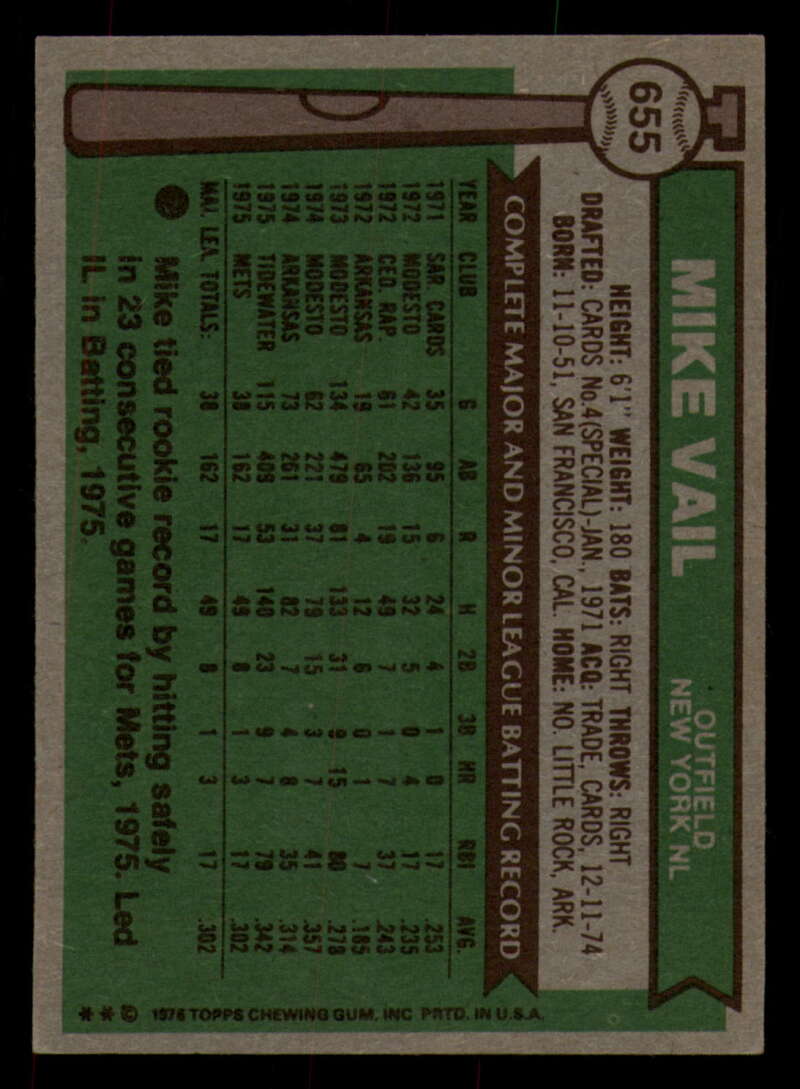 655
MIKE VAIL
OUTFIELD
NEW YORK NL
HEIGHT: 6'1" WEIGHT: 180 BATS: RIGHT THROWS: RIGHT
DRAFTED: CARDS No.4(SPECIAL)-JAN., 1971 ACQ: TRADE, CARDS, 12-11-74
BORN: 11-10-51, SAN FRANCISCO, CAL. HOME: NO. LITTLE ROCK, ARK.
COMPLETE MAJOR AND MINOR LEAGUE BATTING RECORD
YEAR CLUB G AB R H 2B 3B HR RBI AVG.
1971 SAR. CARDS 35 95 6 24 4 1 0 17 .253
1972 MODESTO 42 136 15 32 5 0 4 17 .235
1972 CED. RAP. 61 202 19 49 7 1 7 37 .243
1972 ARKANSAS 19 65 4 12 6 0 1 7 .185
1973 MODESTO 134 479 81 133 31 9 15 80 .278
1974 MODESTO 62 221 37 79 15 3 7 41 .357
1974 ARKANSAS 73 261 31 82 7 4 8 35 .314
1975 TIDEWATER 115 409 53 140 23 9 7 79 .342
1975 METS 38 162 17 49 8 1 3 17 .302
MAJ. LEA. TOTALS: 38 162 17 49 8 1 3 17 .302
Mike tied rookie record by hitting safely
in 23 consecutive games for Mets, 1975. Led
IL in Batting, 1975.
** © 1976 TOPPS CHEWING GUM, INC PRTD. IN U.S.A.